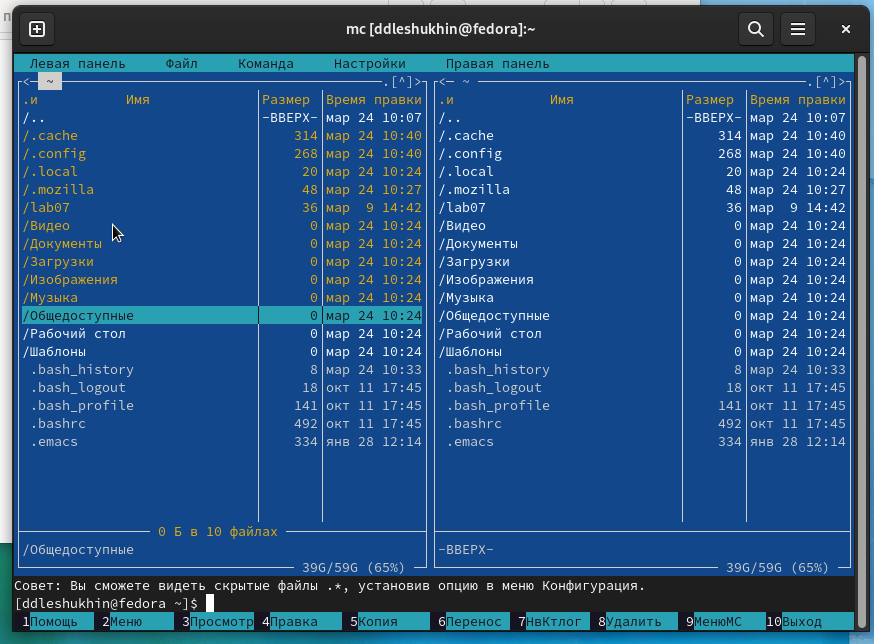 mc [ddleshukhin@fedora]:~
Левая панель Файл Команда Настройки Правая панель
<─ ~ .[^]> <─ ~ .[^]>
.и Имя Размер Время правки .и Имя Размер Время правки
/.. -ВВЕРХ- мар 24 10:07 /.. -ВВЕРХ- мар 24 10:07
/.cache 314 мар 24 10:40 /.cache 314 мар 24 10:40
/.config 268 мар 24 10:40 /.config 268 мар 24 10:40
/.local 20 мар 24 10:24 /.local 20 мар 24 10:24
/.mozilla 48 мар 24 10:27 /.mozilla 48 мар 24 10:27
/lab07 36 мар 9 14:42 /lab07 36 мар 9 14:42
/Видео 0 мар 24 10:24 /Видео 0 мар 24 10:24
/Документы 0 мар 24 10:24 /Документы 0 мар 24 10:24
/Загрузки 0 мар 24 10:24 /Загрузки 0 мар 24 10:24
/Изображения 0 мар 24 10:24 /Изображения 0 мар 24 10:24
/Музыка 0 мар 24 10:24 /Музыка 0 мар 24 10:24
/Общедоступные 0 мар 24 10:24 /Общедоступные 0 мар 24 10:24
/Рабочий стол 0 мар 24 10:24 /Рабочий стол 0 мар 24 10:24
/Шаблоны 0 мар 24 10:24 /Шаблоны 0 мар 24 10:24
.bash_history 8 мар 24 10:33 .bash_history 8 мар 24 10:33
.bash_logout 18 окт 11 17:45 .bash_logout 18 окт 11 17:45
.bash_profile 141 окт 11 17:45 .bash_profile 141 окт 11 17:45
.bashrc 492 окт 11 17:45 .bashrc 492 окт 11 17:45
.emacs 334 янв 28 12:14 .emacs 334 янв 28 12:14
0 Б в 10 файлах
/Общедоступные -ВВЕРХ-
39G/59G (65%) 39G/59G (65%)
Совет: Вы сможете видеть скрытые файлы .*, установив опцию в меню Конфигурация.
[ddleshukhin@fedora ~]$
1Помощь 2Меню 3Просмотр 4Правка 5Копия 6Перенос 7НвКтлог 8Удалить 9МенюМС 10Выход